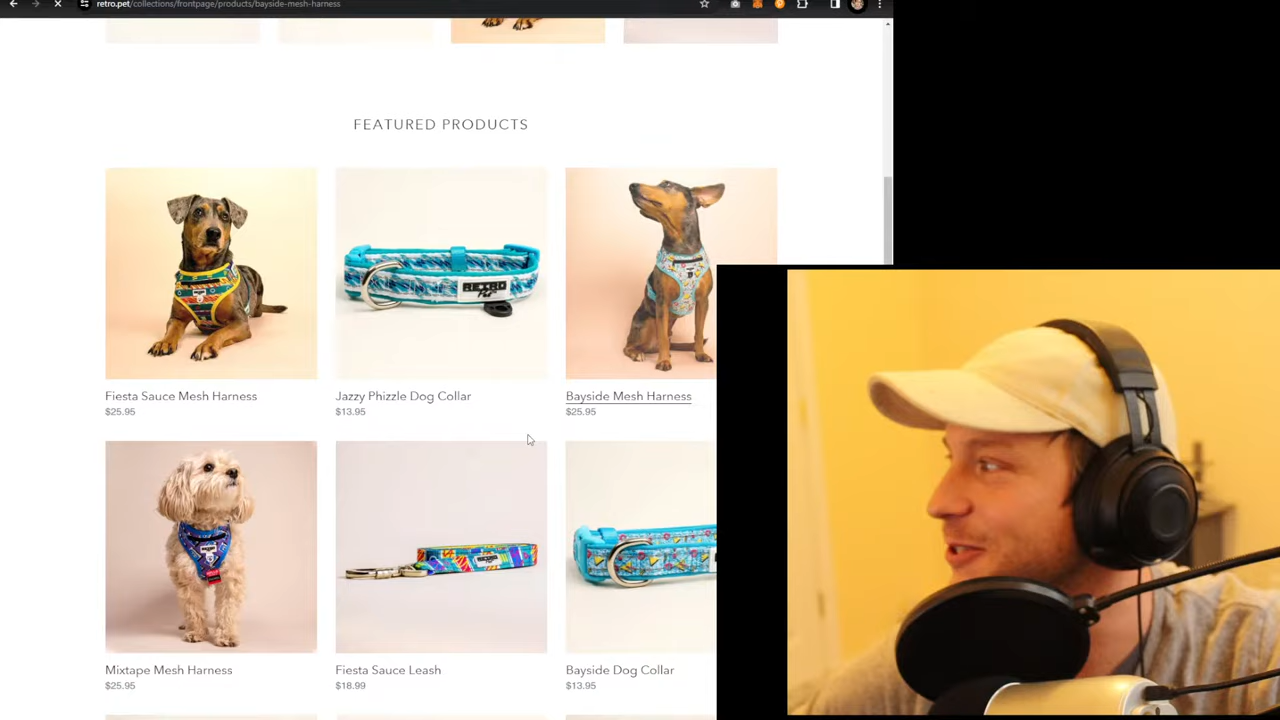 retro.pet/collections/frontpage/products/bayside-mesh-harness
FEATURED PRODUCTS
RETRO
Pet
Fiesta Sauce Mesh Harness
$25.95
Jazzy Phizzle Dog Collar
$13.95
Bayside Mesh Harness
$25.95
Mixtape Mesh Harness
$25.95
Fiesta Sauce Leash
$18.99
Bayside Dog Collar
$13.95